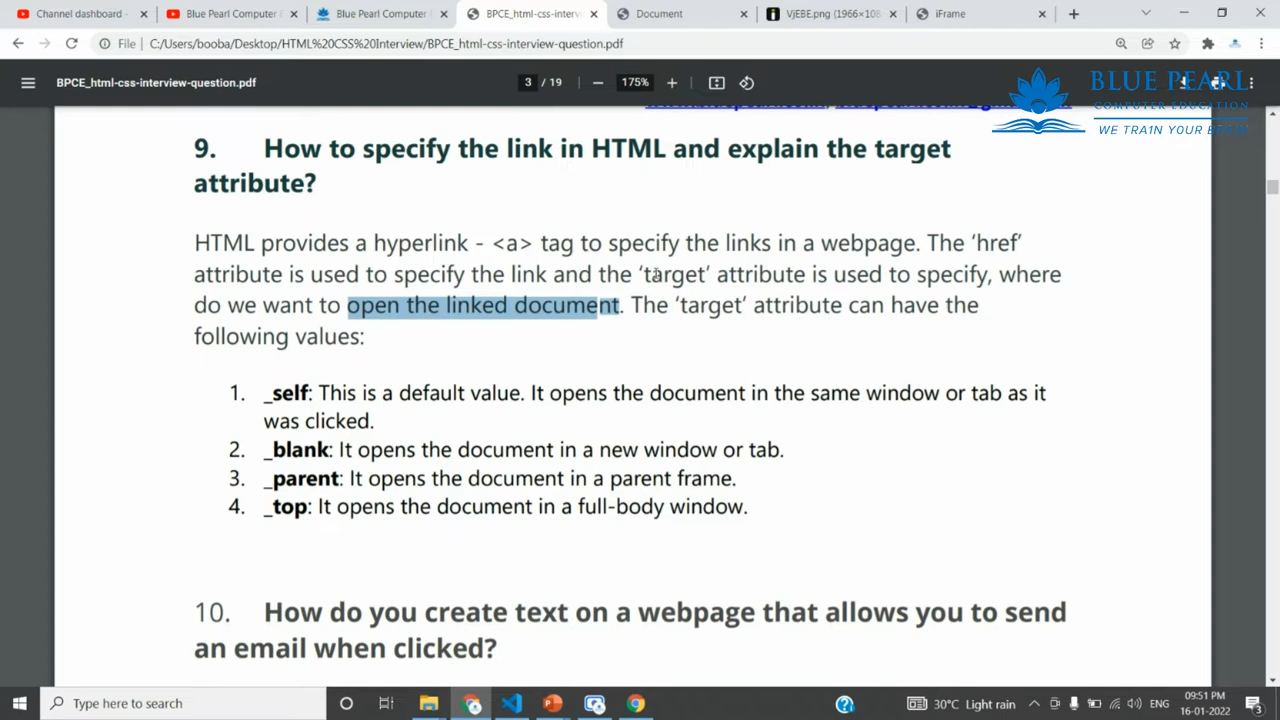 Channel dashboard -
Blue Pearl Computer E
Blue Pearl Computer
BPCE_html-css-interv
Document
VjEBE.png (1966×108
iFrame
File C:/Users/booba/Desktop/HTML%20CSS%20Interview/BPCE_html-css-interview-question.pdf
BPCE_html-css-interview-question.pdf 3 / 19 175%
BLUE PEARL
COMPUTER EDUCATION
WE TRA1N YOUR BRA1N
9. How to specify the link in HTML and explain the target
attribute?
HTML provides a hyperlink - <a> tag to specify the links in a webpage. The ‘href’
attribute is used to specify the link and the ‘target’ attribute is used to specify, where
do we want to open the linked document. The ‘target’ attribute can have the
following values:
1. _self: This is a default value. It opens the document in the same window or tab as it
was clicked.
2. _blank: It opens the document in a new window or tab.
3. _parent: It opens the document in a parent frame.
4. _top: It opens the document in a full-body window.
10. How do you create text on a webpage that allows you to send
an email when clicked?
Type here to search
30°C Light rain
ENG
09:51 PM
16-01-2022
3